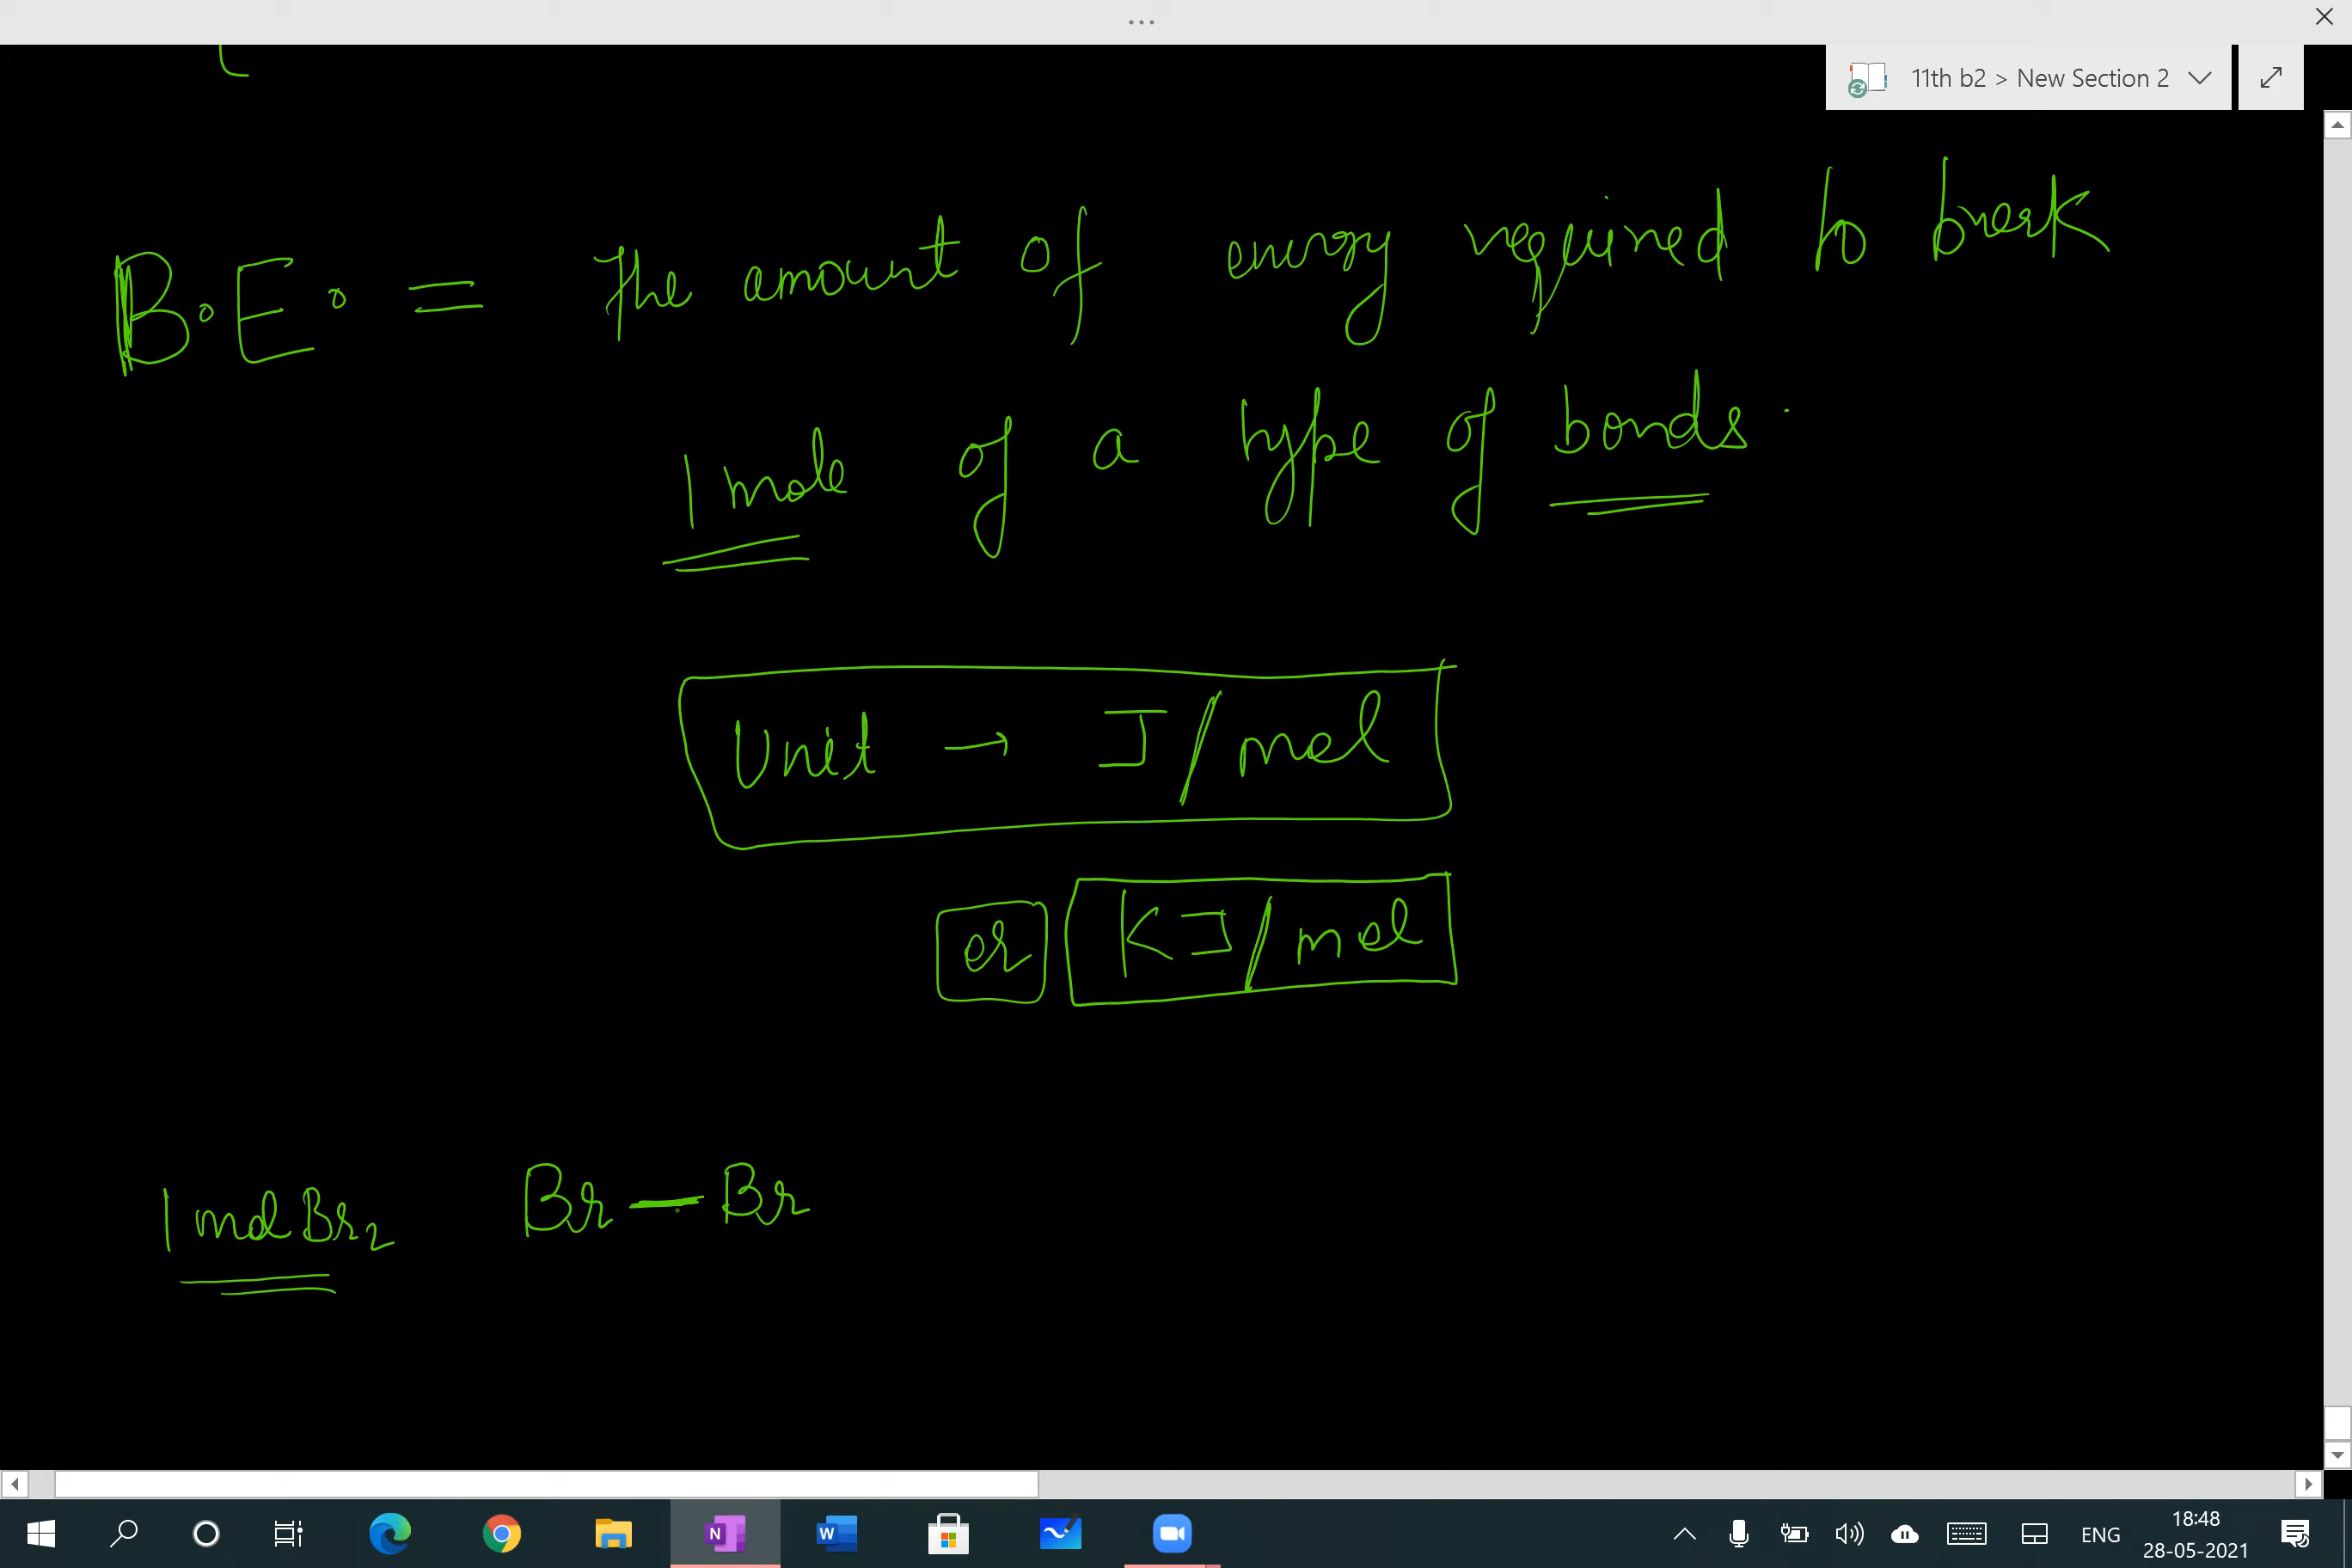 11th b2 > New Section 2
B.E. = The amount of energy required to break
1 mole of a type of bonds.
Unit → J/mol
or KJ/mol
1 mol Br2 Br — Br
ENG
18:48
28-05-2021